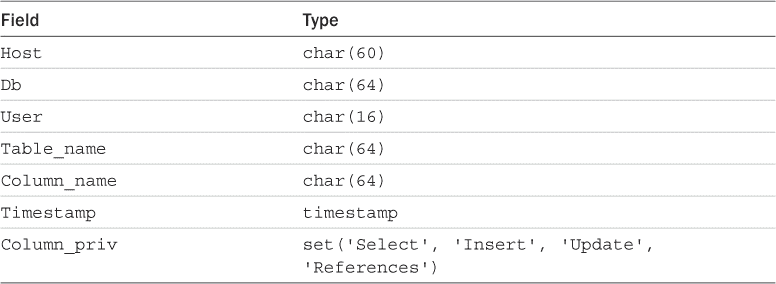 Field Type
Host char(60)
Db char(64)
User char(16)
Table_name char(64)
Column_name char(64)
Timestamp timestamp
Column_priv set('Select', 'Insert', 'Update',
'References')